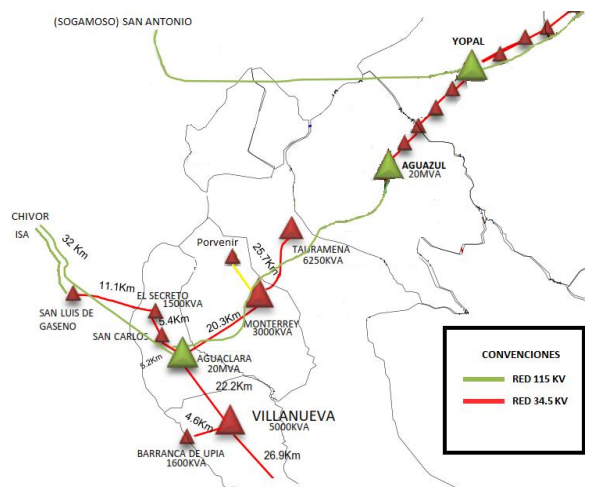 (SOGAMOSO) SAN ANTONIO
YOPAL
AGUAZUL
20MVA
CHIVOR
ISA
32 Km
Porvenir
25.7Km
TAURAMENA
6250KVA
11.1Km
EL SECRETO
1500KVA
SAN LUIS DE
GASENO
5.4Km
20.3Km
MONTERREY
3000KVA
SAN CARLOS
5.2Km
AGUACLARA
20MVA
22.2Km
VILLANUEVA
5000KVA
4.6Km
BARRANCA DE UPIA
1600KVA
26.9Km
CONVENCIONES
RED 115 KV
RED 34.5 KV